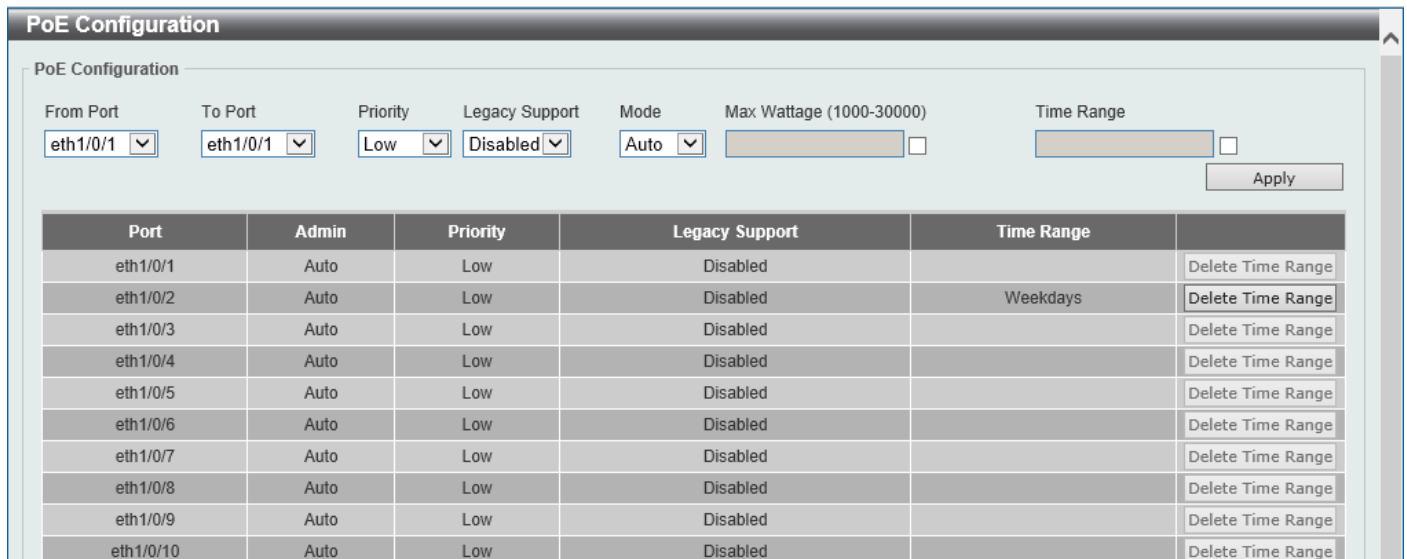 PoE Configuration
PoE Configuration
From Port To Port Priority Legacy Support Mode Max Wattage (1000-30000) Time Range
eth1/0/1 eth1/0/1 Low Disabled Auto
Apply
Port Admin Priority Legacy Support Time Range
eth1/0/1 Auto Low Disabled Delete Time Range
eth1/0/2 Auto Low Disabled Weekdays Delete Time Range
eth1/0/3 Auto Low Disabled Delete Time Range
eth1/0/4 Auto Low Disabled Delete Time Range
eth1/0/5 Auto Low Disabled Delete Time Range
eth1/0/6 Auto Low Disabled Delete Time Range
eth1/0/7 Auto Low Disabled Delete Time Range
eth1/0/8 Auto Low Disabled Delete Time Range
eth1/0/9 Auto Low Disabled Delete Time Range
eth1/0/10 Auto Low Disabled Delete Time Range